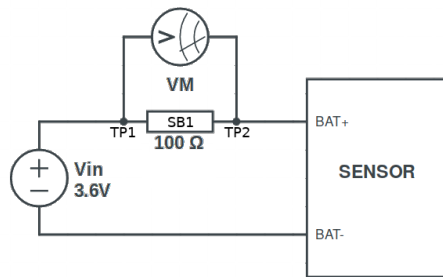 V
VM
SB1
TP1
TP2
100 Ω
BAT+
SENSOR
Vin
3.6V
BAT-